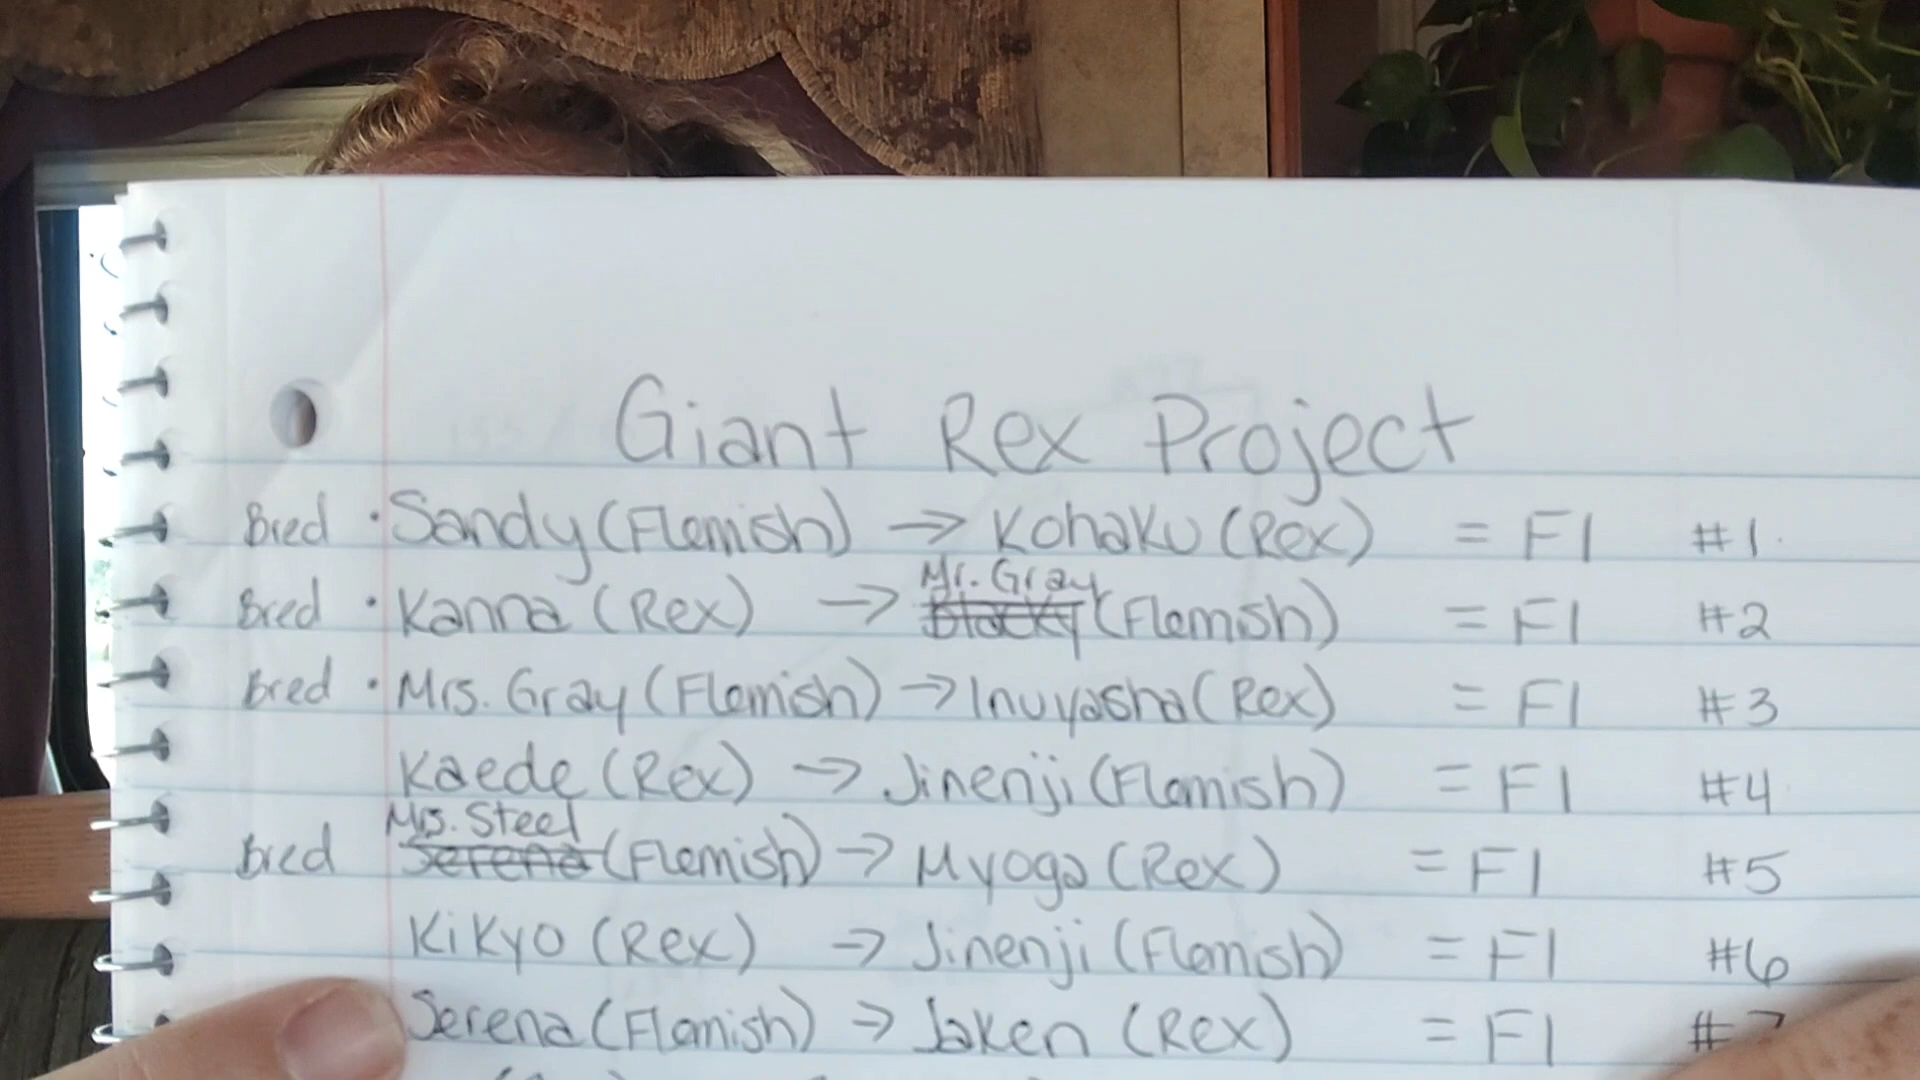 Giant Rex Project
Bred • Sandy (Flemish) → Kohaku (Rex) = F1 #1
Mr. Gray
Bred • Kanna (Rex) → Blacky (Flemish) = F1 #2
Bred • Mrs. Gray (Flemish) → Inuyasha (Rex) = F1 #3
Kaede (Rex) → Jinenji (Flemish) = F1 #4
Mrs. Steel
Bred Serena (Flemish) → Myoga (Rex) = F1 #5
Kikyo (Rex) → Jinenji (Flemish) = F1 #6
Serena (Flemish) → Jaken (Rex) = F1 #7